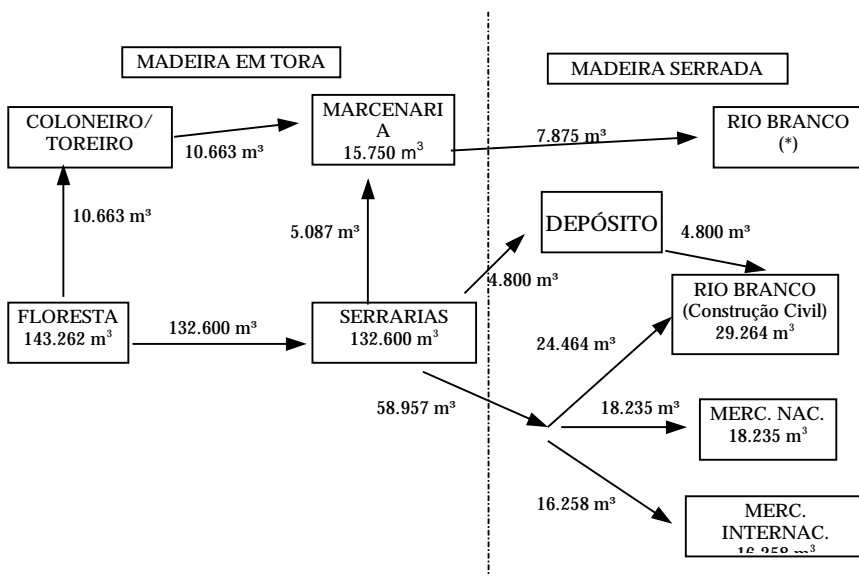 MADEIRA EM TORA
MADEIRA SERRADA
COLONEIRO/
TOREIRO
10.663 m³
MARCENARI
A
15.750 m³
7.875 m³
RIO BRANCO
(*)
10.663 m³
5.087 m³
4.800 m³
DEPÓSITO
4.800 m³
FLORESTA
143.262 m³
132.600 m³
SERRARIAS
132.600 m³
RIO BRANCO
(Construção Civil)
29.264 m³
24.464 m³
58.957 m³
18.235 m³
MERC. NAC.
18.235 m³
16.258 m³
MERC.
INTERNAC.
16.258 m³